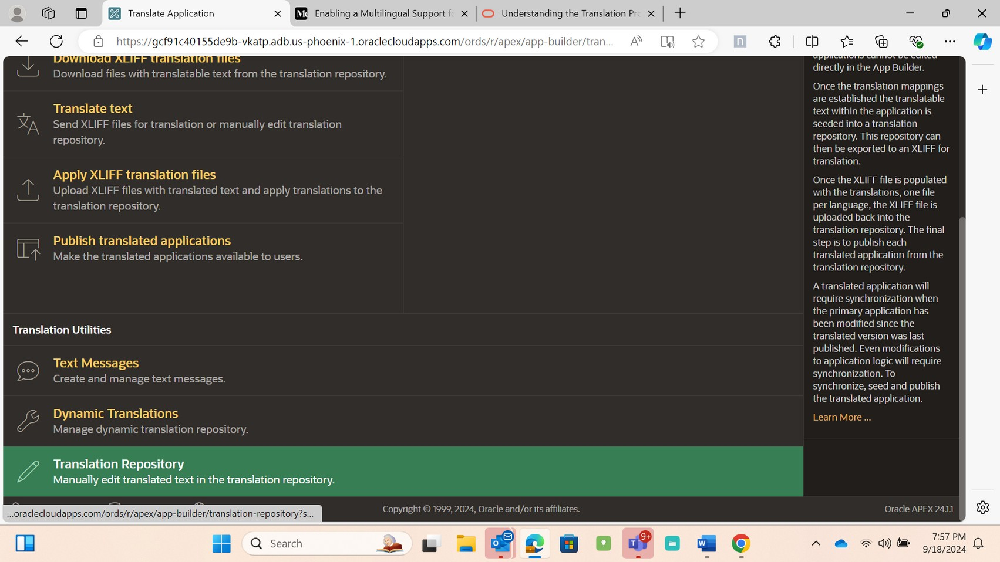 Translate Application
Enabling a Multilingual Support fo
Understanding the Translation Pro
https://gcf91c40155de9b-vkatp.adb.us-phoenix-1.oraclecloudapps.com/ords/r/apex/app-builder/tran...
Download XLIFF translation files
Download files with translatable text from the translation repository.
Translate text
Send XLIFF files for translation or manually edit translation
repository.
Apply XLIFF translation files
Upload XLIFF files with translated text and apply translations to the
translation repository.
Publish translated applications
Make the translated applications available to users.
Translation Utilities
Text Messages
Create and manage text messages.
Dynamic Translations
Manage dynamic translation repository.
Translation Repository
Manually edit translated text in the translation repository.
applications cannot be edited
directly in the App Builder.
Once the translation mappings
are established the translatable
text within the application is
seeded into a translation
repository. This repository can
then be exported to an XLIFF for
translation.
Once the XLIFF file is populated
with the translations, one file
per language, the XLIFF file is
uploaded back into the
translation repository. The final
step is to publish each
translated application from the
translation repository.
A translated application will
require synchronization when
the primary application has
been modified since the
translated version was last
published. Even modifications
to application logic will require
synchronization. To
synchronize, seed and publish
the translated application.
Learn More ...
...oraclecloudapps.com/ords/r/apex/app-builder/translation-repository?s...
Copyright © 1999, 2024, Oracle and/or its affiliates.
Oracle APEX 24.1.1
Search
9+
7:57 PM
9/18/2024